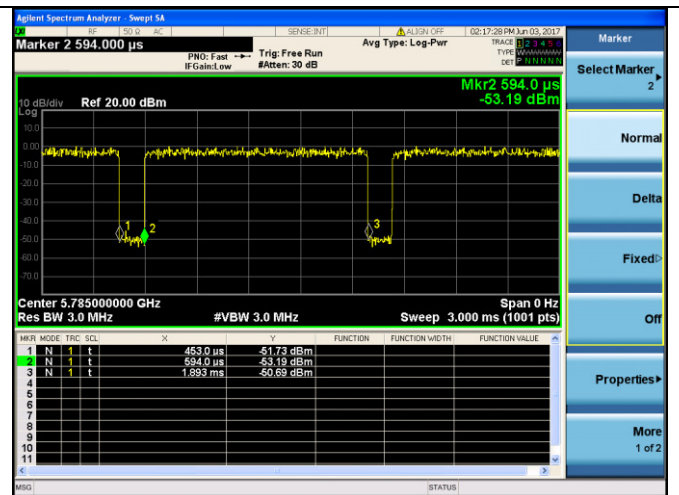 Agilent Spectrum Analyzer - Swept SA
RF 50 Ω AC SENSE:INT ALIGN OFF 02:17:28 PM Jun 03, 2017
Marker 2 594.000 µs
PNO: Fast
IFGain:Low
Trig: Free Run
#Atten: 30 dB
Avg Type: Log-Pwr
TRACE 1 2 3 4 5 6
TYPE
DET P N N N N N
Mkr2 594.0 µs
-53.19 dBm
10 dB/div Ref 20.00 dBm
Log
10.0
0.00
-10.0
-20.0
-30.0
-40.0
-50.0
-60.0
-70.0
1
2
3
Center 5.785000000 GHz Span 0 Hz
Res BW 3.0 MHz #VBW 3.0 MHz Sweep 3.000 ms (1001 pts)
MKR MODE TRC SCL X Y FUNCTION FUNCTION WIDTH FUNCTION VALUE
1 N 1 t 453.0 µs -51.73 dBm
2 N 1 t 594.0 µs -53.19 dBm
3 N 1 t 1.893 ms -50.69 dBm
4
5
6
7
8
9
10
11
MSG STATUS
Marker
Select Marker
2
Normal
Delta
Fixed
Off
Properties
More
1 of 2